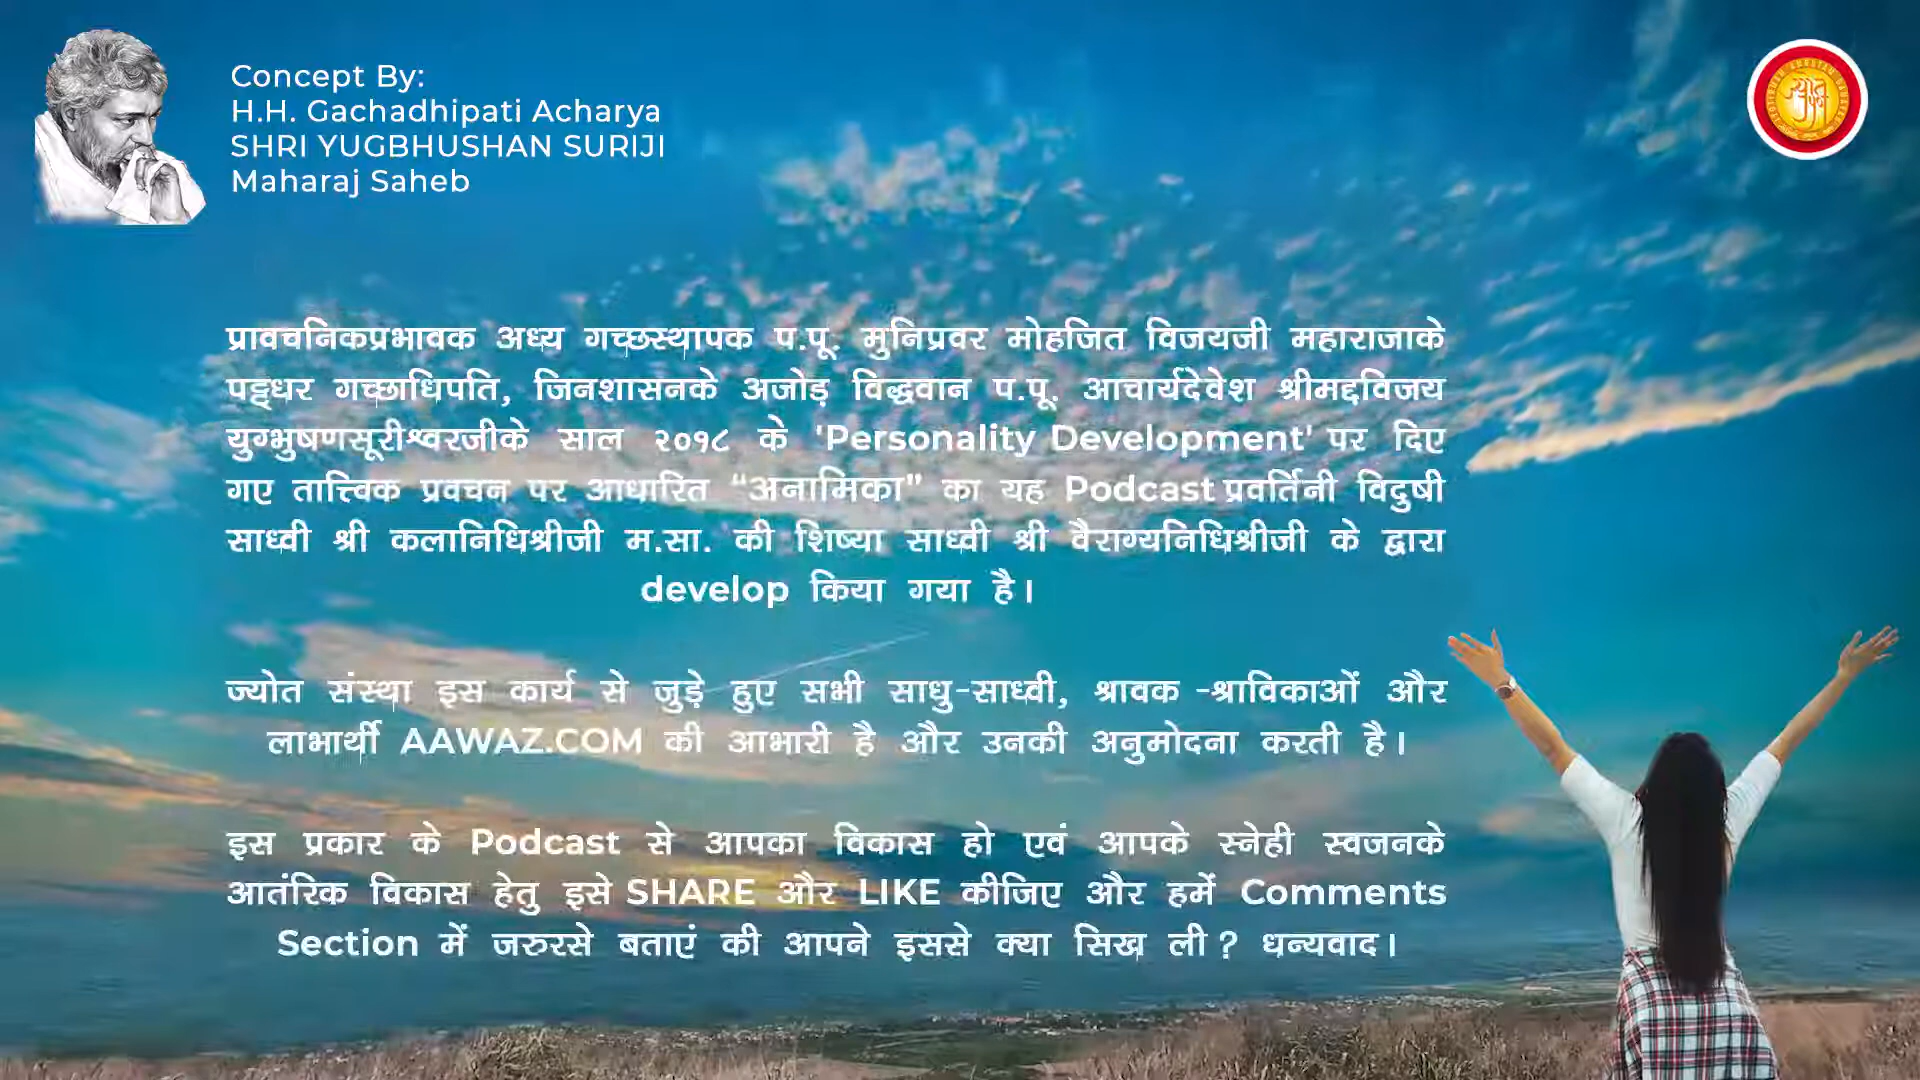 Concept By:
H.H. Gachadhipati Acharya
SHRI YUGBHUSHAN SURIJI
Maharaj Saheb
प्रावचनिकप्रभावक अध्य गच्छस्थापक प.पू. मुनिप्रवर मोहजित विजयजी महाराजाके
पट्टधर गच्छाधिपति, जिनशासनके अजोड़ विद्धवान प.पू. आचार्यदेवेश श्रीमद्दविजय
युग्भुषणसूरीश्वरजीके साल २०१८ के 'Personality Development' पर दिए
गए तात्त्विक प्रवचन पर आधारित “अनामिका” का यह Podcast प्रवर्तिनी विदुषी
साध्वी श्री कलानिधिश्रीजी म.सा. की शिष्या साध्वी श्री वैराग्यनिधिश्रीजी के द्वारा
develop किया गया है।
ज्योत संस्था इस कार्य से जुड़े हुए सभी साधु-साध्वी, श्रावक -श्राविकाओं और
लाभार्थी AAWAZ.COM की आभारी है और उनकी अनुमोदना करती है।
इस प्रकार के Podcast से आपका विकास हो एवं आपके स्नेही स्वजनके
आतंरिक विकास हेतु इसे SHARE और LIKE कीजिए और हमें Comments
Section में जरुरसे बताएं की आपने इससे क्या सिख ली? धन्यवाद।